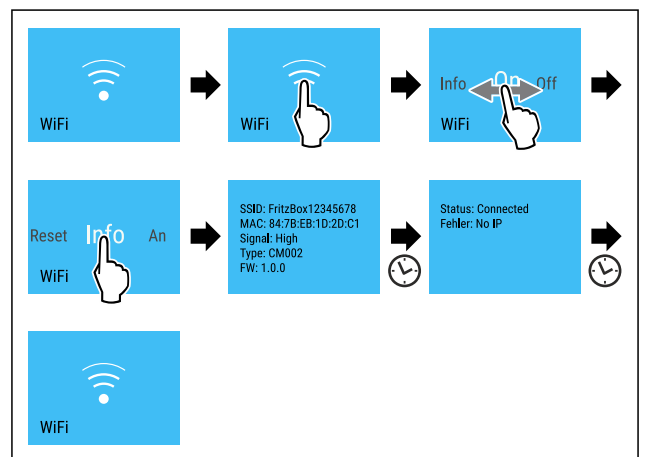 WiFi
WiFi
Info On Off
WiFi
Reset Info An
WiFi
SSID: FritzBox12345678
MAC: 84:7B:EB:1D:2D:C1
Signal: High
Type: CM002
FW: 1.0.0
Status: Connected
Fehler: No IP
WiFi